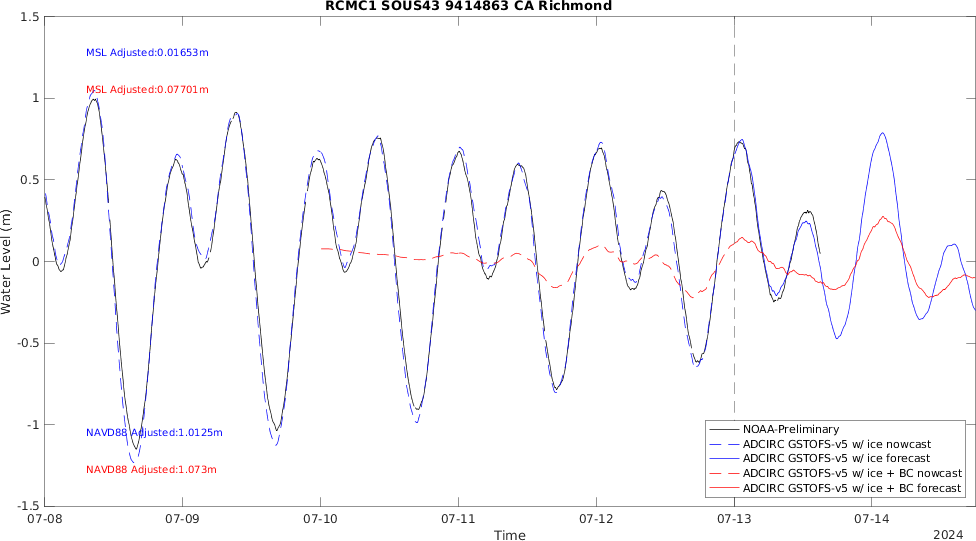 RCMC1 SOUS43 9414863 CA Richmond
1.5
MSL Adjusted:0.01653m
1
MSL Adjusted:0.07701m
0.5
Water Level (m)
0
-0.5
-1
NAVD88 Adjusted:1.0125m
NAVD88 Adjusted:1.073m
-1.5
NOAA-Preliminary
ADCIRC GSTOFS-v5 w/ ice nowcast
ADCIRC GSTOFS-v5 w/ ice forecast
ADCIRC GSTOFS-v5 w/ ice + BC nowcast
ADCIRC GSTOFS-v5 w/ ice + BC forecast
07-08 07-09 07-10 07-11 07-12 07-13 07-14
Time
2024